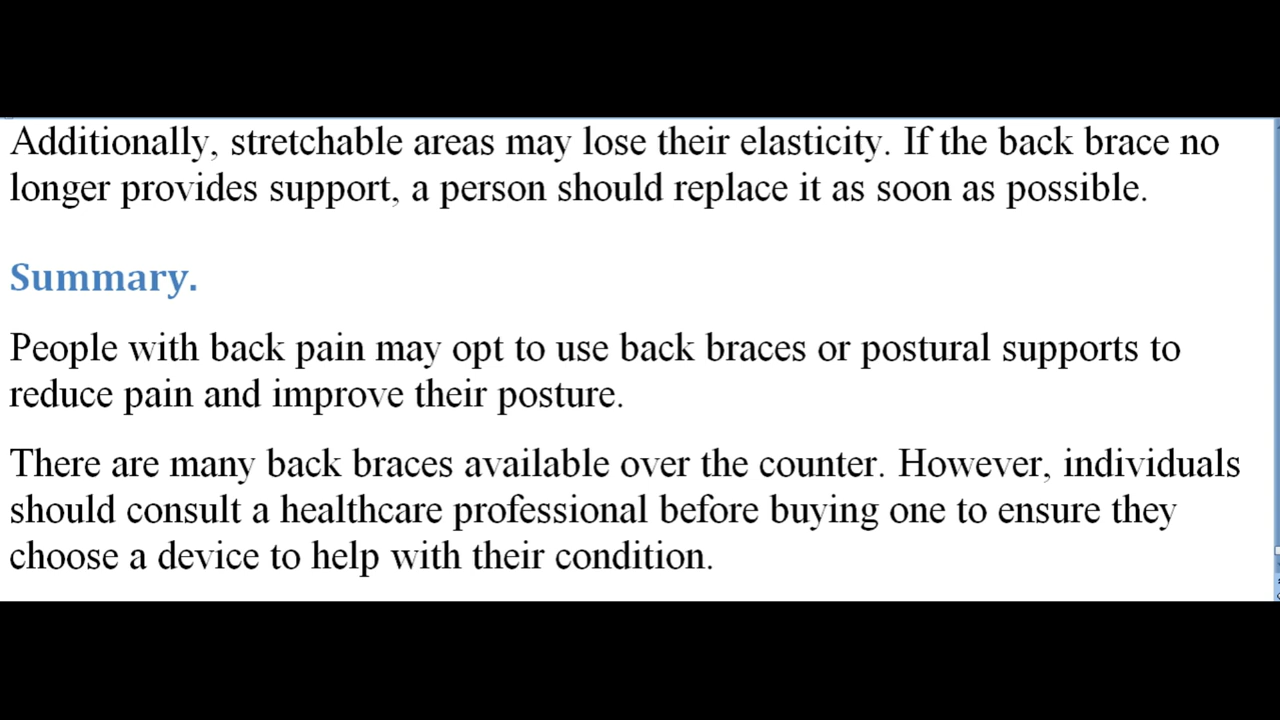 Additionally, stretchable areas may lose their elasticity. If the back brace no
longer provides support, a person should replace it as soon as possible.
Summary.
People with back pain may opt to use back braces or postural supports to
reduce pain and improve their posture.
There are many back braces available over the counter. However, individuals
should consult a healthcare professional before buying one to ensure they
choose a device to help with their condition.